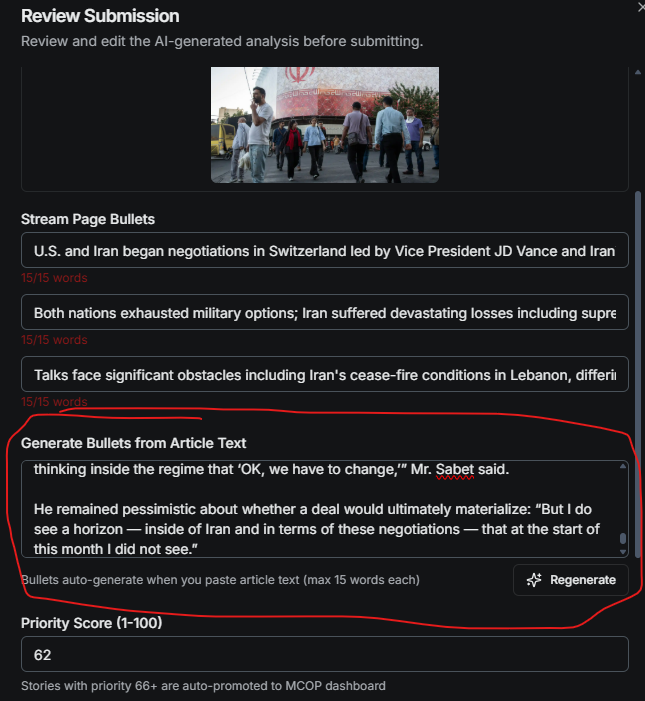 Review Submission
Review and edit the AI-generated analysis before submitting.
Stream Page Bullets
U.S. and Iran began negotiations in Switzerland led by Vice President JD Vance and Iran
15/15 words
Both nations exhausted military options; Iran suffered devastating losses including supre
15/15 words
Talks face significant obstacles including Iran's cease-fire conditions in Lebanon, differi
15/15 words
Generate Bullets from Article Text
thinking inside the regime that ‘OK, we have to change,’” Mr. Sabet said.
He remained pessimistic about whether a deal would ultimately materialize: “But I do
see a horizon — inside of Iran and in terms of these negotiations — that at the start of
this month I did not see.”
Bullets auto-generate when you paste article text (max 15 words each)
Regenerate
Priority Score (1-100)
62
Stories with priority 66+ are auto-promoted to MCOP dashboard